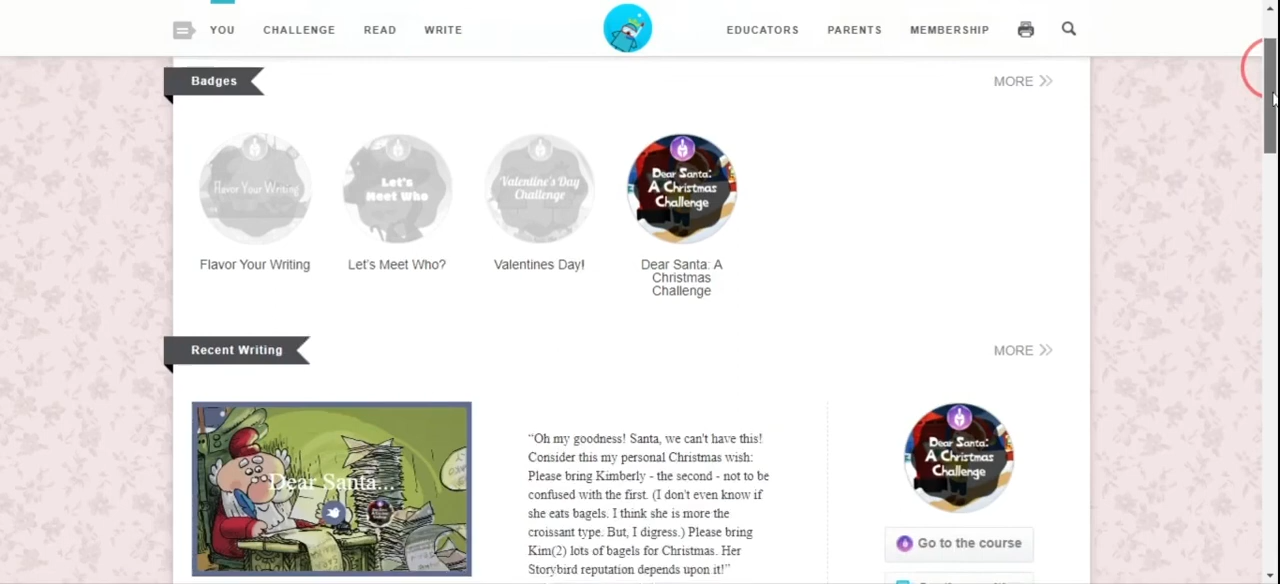 YOU CHALLENGE READ WRITE EDUCATORS PARENTS MEMBERSHIP
Badges
MORE
Flavor Your Writing
Let's
Meet Who
Valentine's Day
Challenge
Dear Santa:
A Christmas
Challenge
Flavor Your Writing
Let's Meet Who?
Valentines Day!
Dear Santa: A
Christmas
Challenge
Recent Writing
MORE
Dear Santa...
“Oh my goodness! Santa, we can't have this!
Consider this my personal Christmas wish:
Please bring Kimberly - the second - not to be
confused with the first. (I don't even know if
she eats bagels. I think she is more the
croissant type. But, I digress.) Please bring
Kim(2) lots of bagels for Christmas. Her
Storybird reputation depends upon it!”
Dear Santa:
A Christmas
Challenge
Go to the course